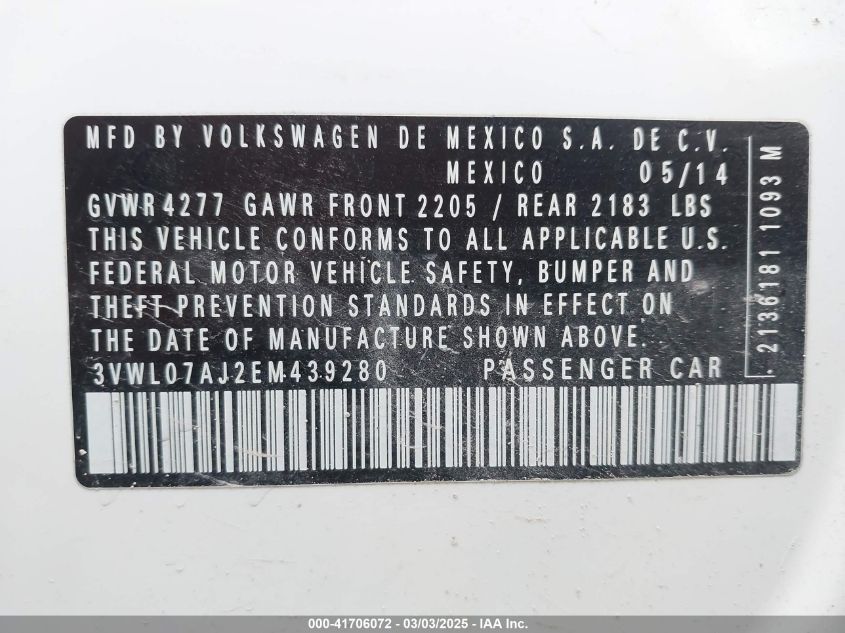 MFD BY VOLKSWAGEN DE MEXICO S.A. DE C.V.
MEXICO 05/14
GVWR 4277 GAWR FRONT 2205 / REAR 2183 LBS
THIS VEHICLE CONFORMS TO ALL APPLICABLE U.S.
FEDERAL MOTOR VEHICLE SAFETY, BUMPER AND
THEFT PREVENTION STANDARDS IN EFFECT ON
THE DATE OF MANUFACTURE SHOWN ABOVE.
3VWL07AJ2EM439280 PASSENGER CAR
. 2136181 1093 M
000-41706072 - 03/03/2025 - IAA Inc.